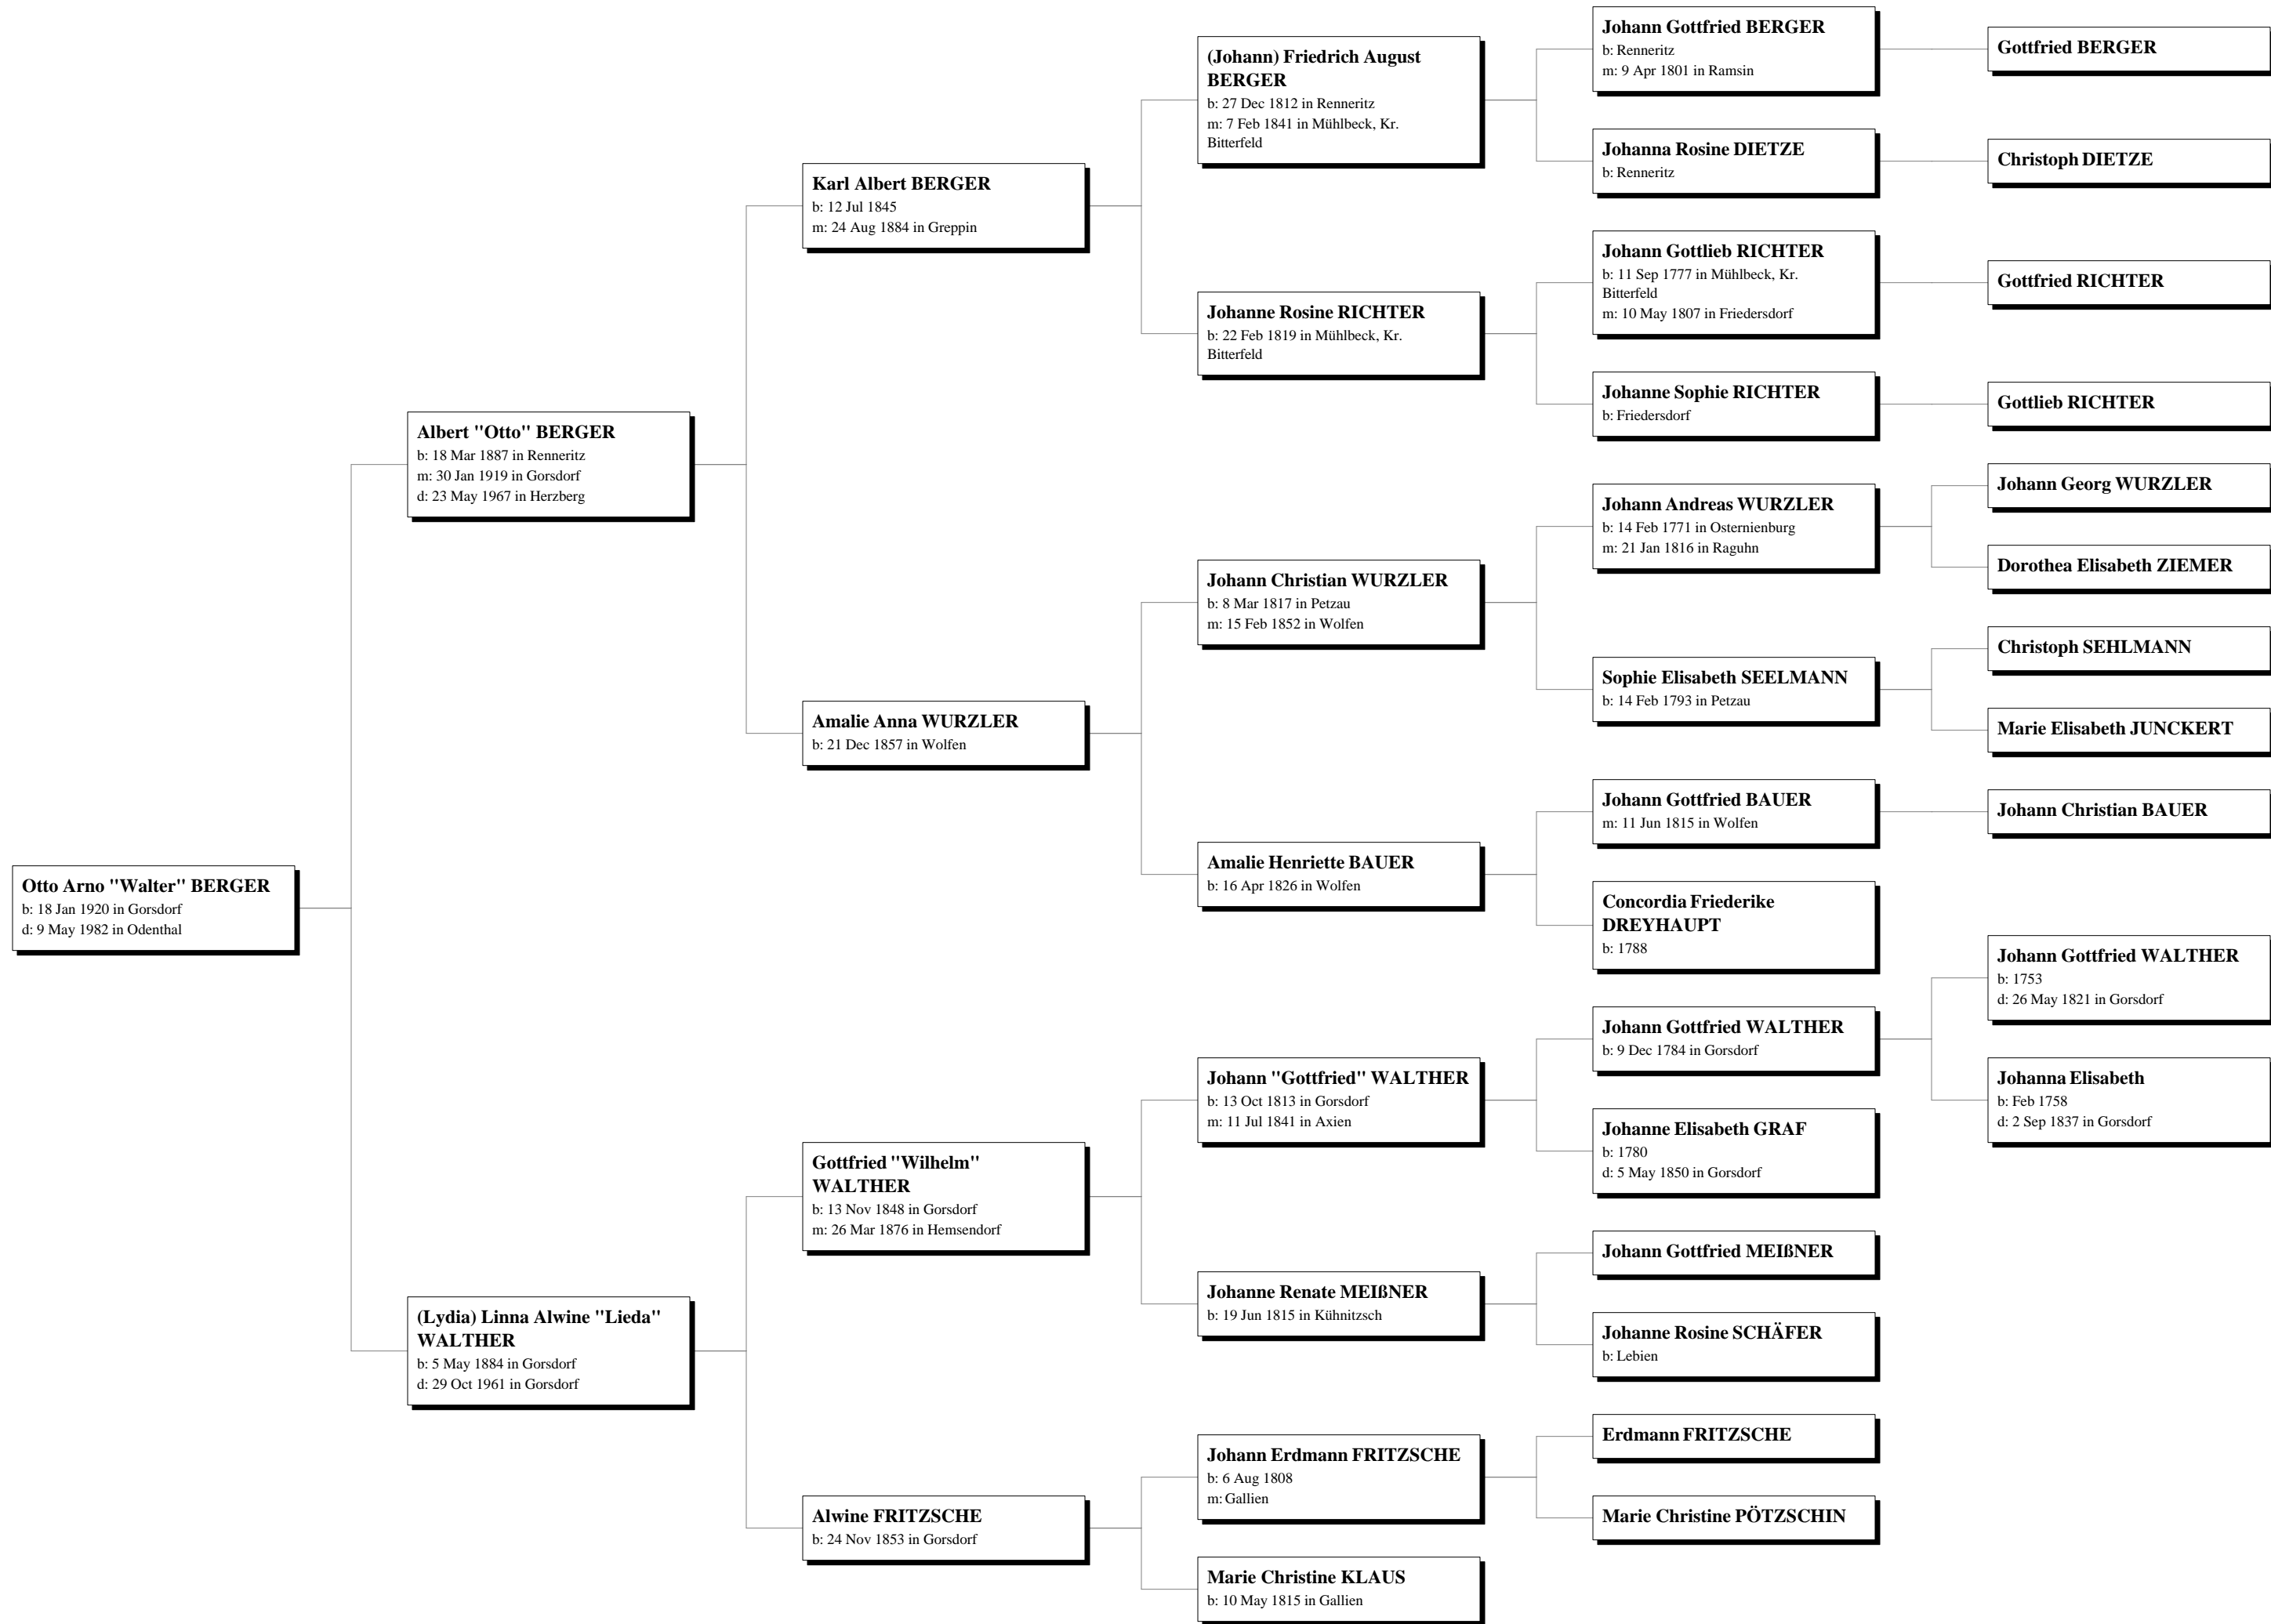 Otto Arno "Walter" BERGER
b: 18 Jan 1920 in Gorsdorf
d: 9 May 1982 in Odenthal
Albert "Otto" BERGER
b: 18 Mar 1887 in Renneritz
m: 30 Jan 1919 in Gorsdorf
d: 23 May 1967 in Herzberg
(Lydia) Linna Alwine "Lieda"
WALTHER
b: 5 May 1884 in Gorsdorf
d: 29 Oct 1961 in Gorsdorf
Karl Albert BERGER
b: 12 Jul 1845
m: 24 Aug 1884 in Greppin
Amalie Anna WURZLER
b: 21 Dec 1857 in Wolfen
Gottfried "Wilhelm"
WALTHER
b: 13 Nov 1848 in Gorsdorf
m: 26 Mar 1876 in Hemsendorf
Alwine FRITZSCHE
b: 24 Nov 1853 in Gorsdorf
(Johann) Friedrich August
BERGER
b: 27 Dec 1812 in Renneritz
m: 7 Feb 1841 in Mühlbeck, Kr.
Bitterfeld
Johanne Rosine RICHTER
b: 22 Feb 1819 in Mühlbeck, Kr.
Bitterfeld
Johann Christian WURZLER
b: 8 Mar 1817 in Petzau
m: 15 Feb 1852 in Wolfen
Amalie Henriette BAUER
b: 16 Apr 1826 in Wolfen
Johann "Gottfried" WALTHER
b: 13 Oct 1813 in Gorsdorf
m: 11 Jul 1841 in Axien
Johanne Renate MEIßNER
b: 19 Jun 1815 in Kühnitzsch
Johann Erdmann FRITZSCHE
b: 6 Aug 1808
m: Gallien
Marie Christine KLAUS
b: 10 May 1815 in Gallien
Johann Gottfried BERGER
b: Renneritz
m: 9 Apr 1801 in Ramsin
Johanna Rosine DIETZE
b: Renneritz
Johann Gottlieb RICHTER
b: 11 Sep 1777 in Mühlbeck, Kr.
Bitterfeld
m: 10 May 1807 in Friedersdorf
Johanne Sophie RICHTER
b: Friedersdorf
Johann Andreas WURZLER
b: 14 Feb 1771 in Osternienburg
m: 21 Jan 1816 in Raguhn
Sophie Elisabeth SEELMANN
b: 14 Feb 1793 in Petzau
Johann Gottfried BAUER
m: 11 Jun 1815 in Wolfen
Concordia Friederike
DREYHAUPT
b: 1788
Johann Gottfried WALTHER
b: 9 Dec 1784 in Gorsdorf
Johanne Elisabeth GRAF
b: 1780
d: 5 May 1850 in Gorsdorf
Johann Gottfried MEIßNER
Johanne Rosine SCHÄFER
b: Lebien
Erdmann FRITZSCHE
Marie Christine PÖTZSCHIN
Gottfried BERGER
Christoph DIETZE
Gottfried RICHTER
Gottlieb RICHTER
Johann Georg WURZLER
Dorothea Elisabeth ZIEMER
Christoph SEHLMANN
Marie Elisabeth JUNCKERT
Johann Christian BAUER
Johann Gottfried WALTHER
b: 1753
d: 26 May 1821 in Gorsdorf
Johanna Elisabeth
b: Feb 1758
d: 2 Sep 1837 in Gorsdorf